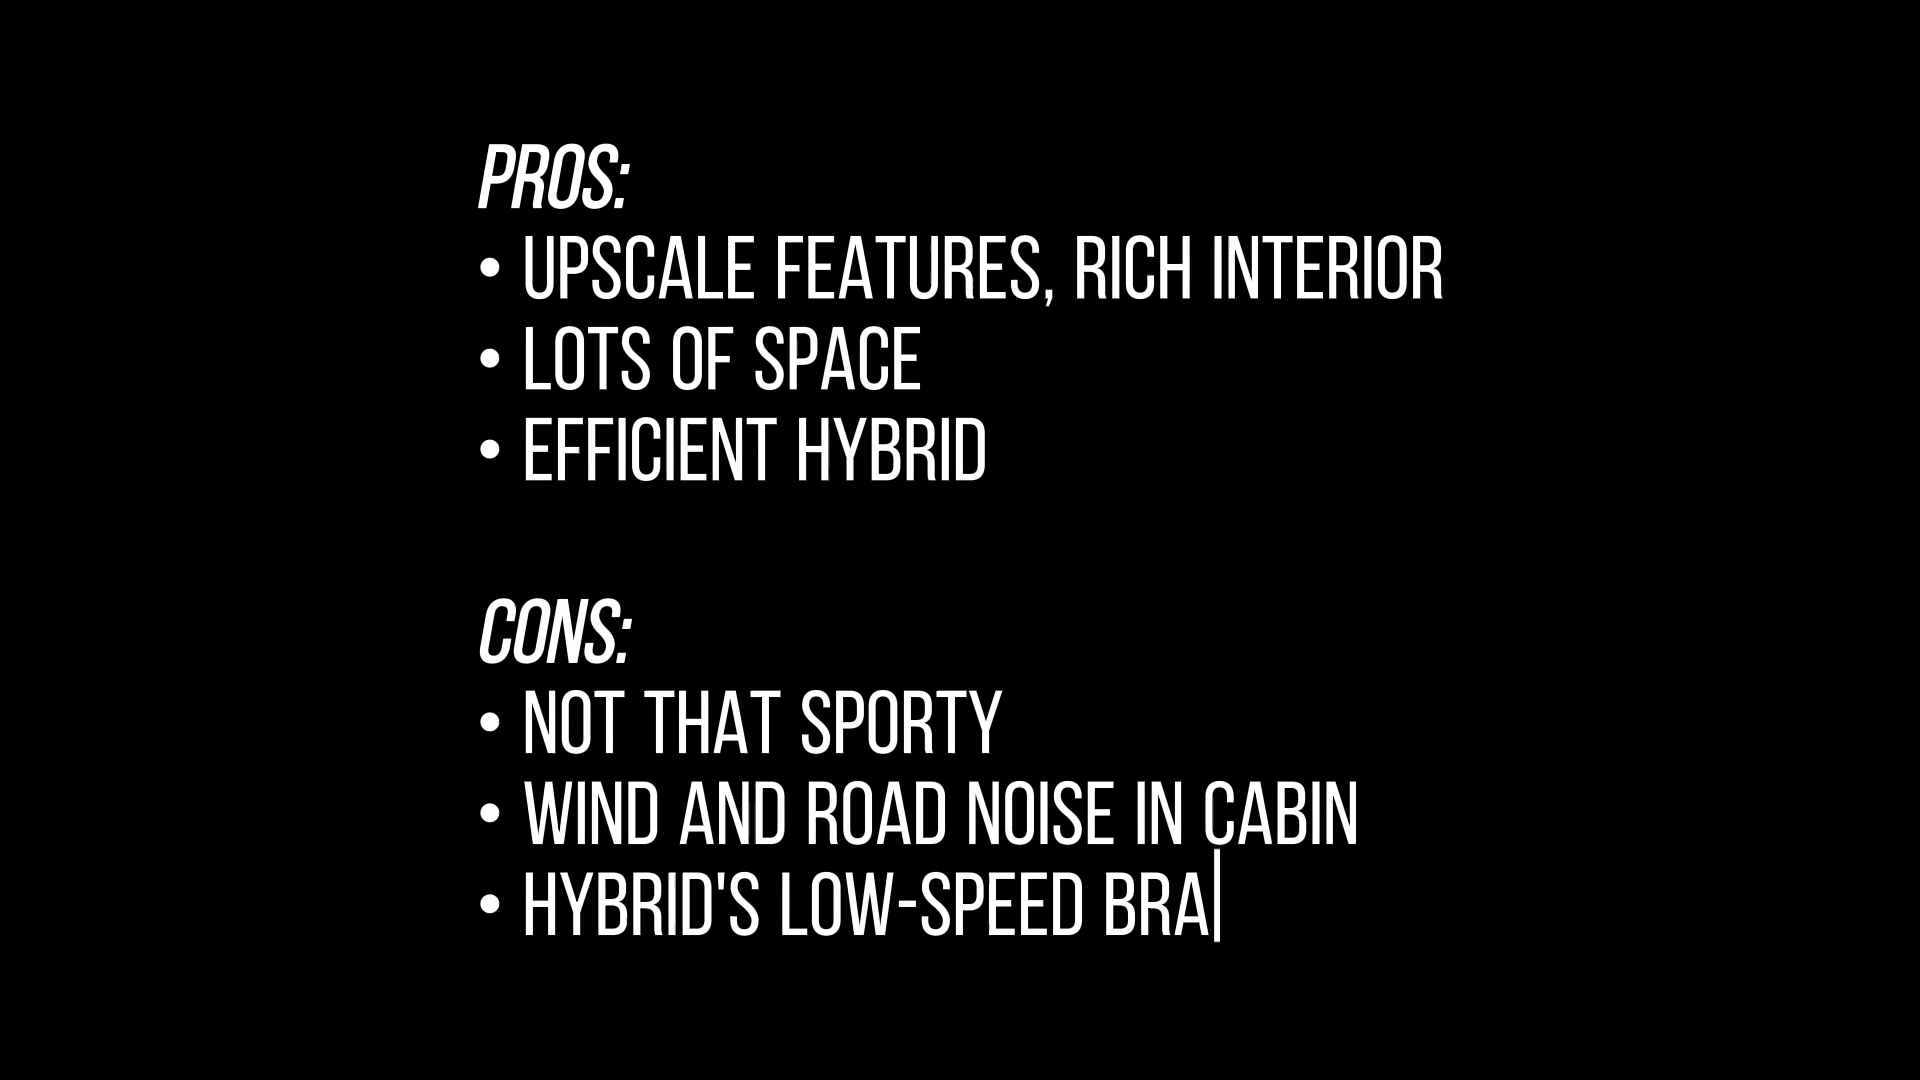 PROS:
• UPSCALE FEATURES, RICH INTERIOR
• LOTS OF SPACE
• EFFICIENT HYBRID
CONS:
• NOT THAT SPORTY
• WIND AND ROAD NOISE IN CABIN
• HYBRID'S LOW-SPEED BRA